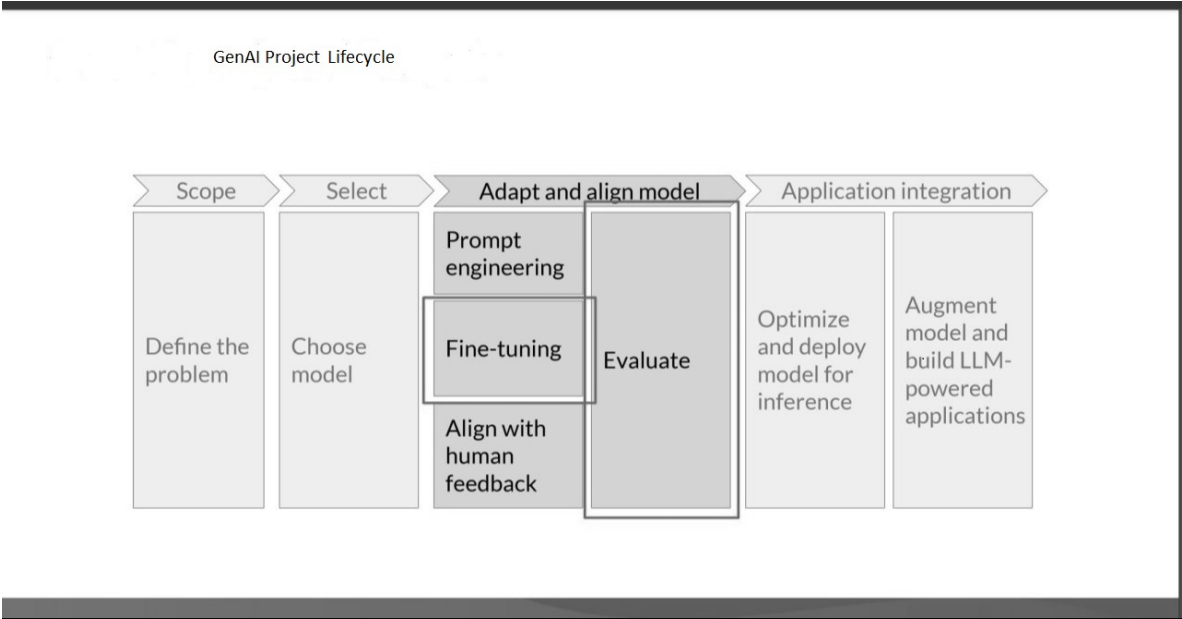 GenAI Project Lifecycle
Scope
Select
Adapt and align model
Application integration
Define the
problem
Choose
model
Prompt
engineering
Fine-tuning
Align with
human
feedback
Evaluate
Optimize
and deploy
model for
inference
Augment
model and
build LLM-
powered
applications